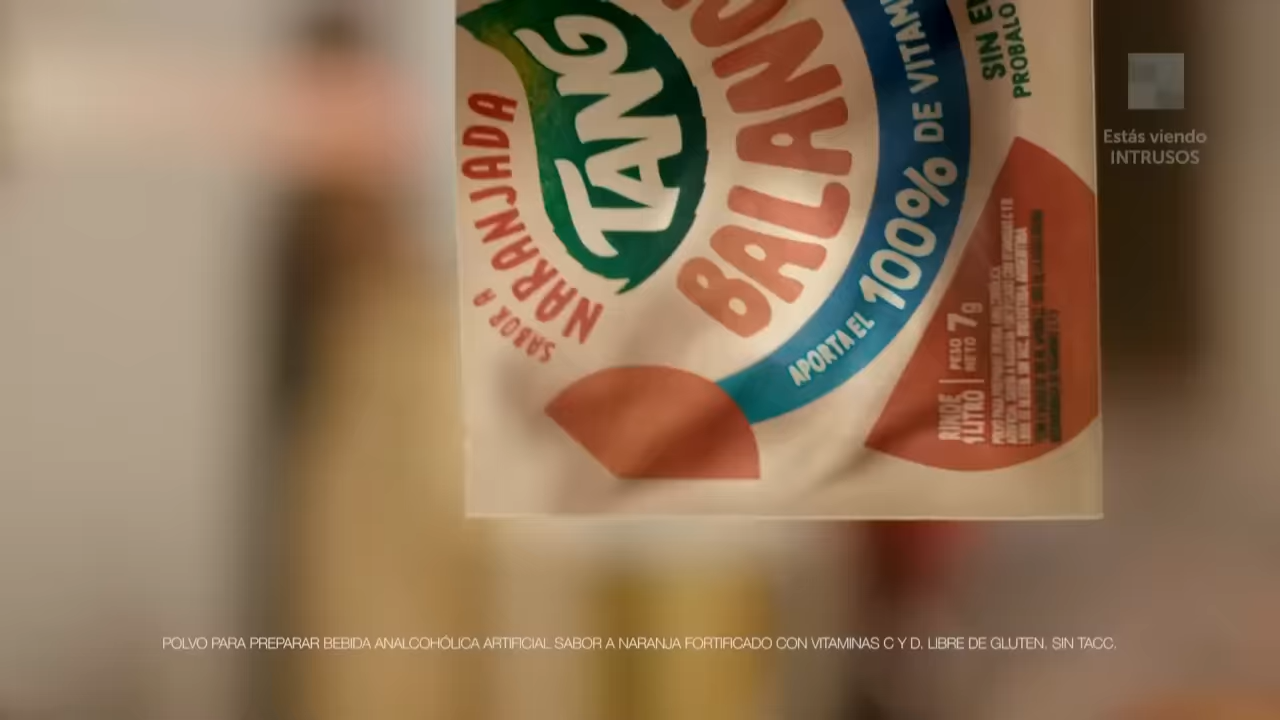 TANG
SABOR A
NARANJADA
BALANC
APORTA EL 100% DE VITAM
SIN E
PROBALO
RINDE
1 LITRO
PESO
NETO 7g
Estás viendo
INTRUSOS
POLVO PARA PREPARAR BEBIDA ANALCOHÓLICA ARTIFICIAL SABOR A NARANJA FORTIFICADO CON VITAMINAS C Y D. LIBRE DE GLUTEN. SIN TACC.